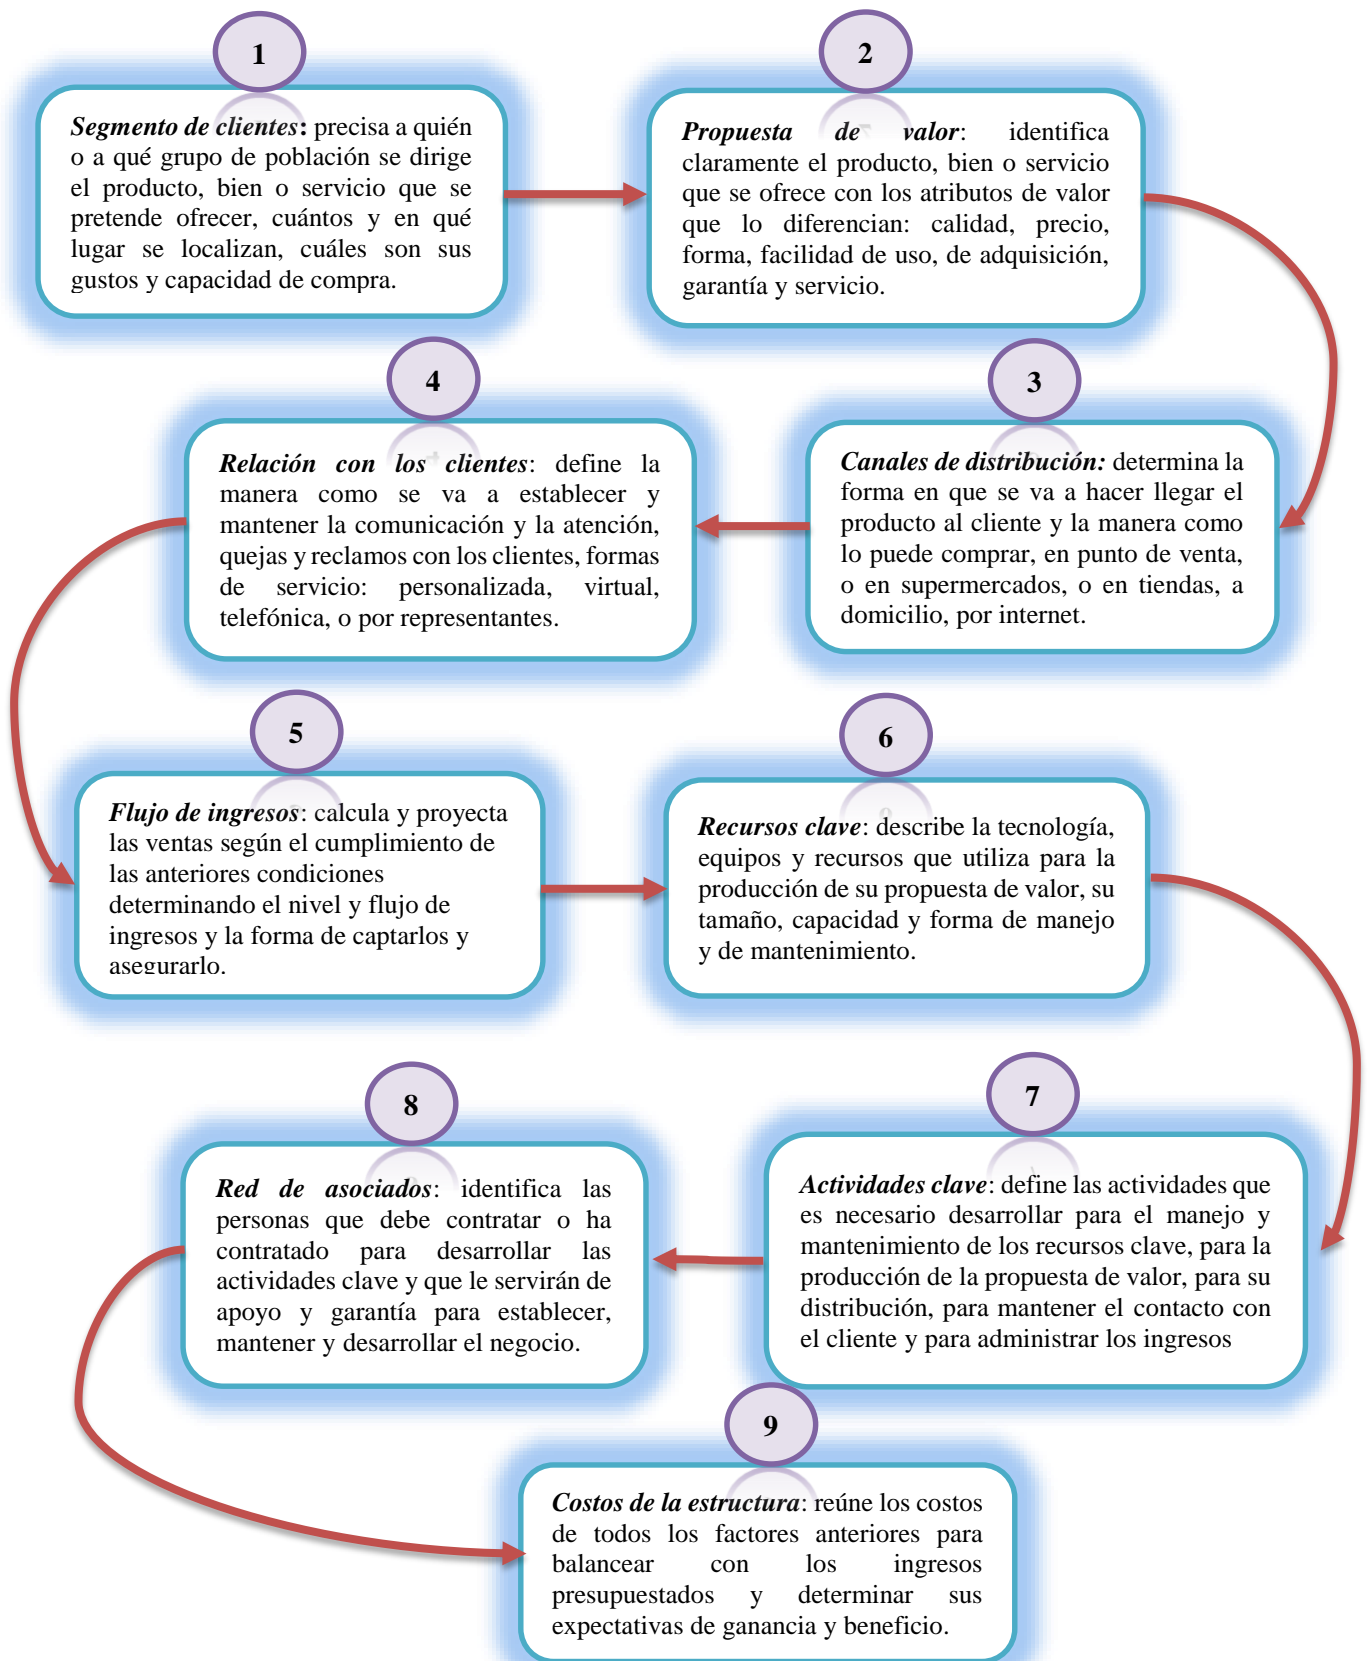 1
Segmento de clientes: precisa a quién
o a qué grupo de población se dirige
el producto, bien o servicio que se
pretende ofrecer, cuántos y en qué
lugar se localizan, cuáles son sus
gustos y capacidad de compra.
2
Propuesta de valor: identifica
claramente el producto, bien o servicio
que se ofrece con los atributos de valor
que lo diferencian: calidad, precio,
forma, facilidad de uso, de adquisición,
garantía y servicio.
3
Canales de distribución: determina la
forma en que se va a hacer llegar el
producto al cliente y la manera como
lo puede comprar, en punto de venta,
o en supermercados, o en tiendas, a
domicilio, por internet.
4
Relación con los clientes: define la
manera como se va a establecer y
mantener la comunicación y la atención,
quejas y reclamos con los clientes, formas
de servicio: personalizada, virtual,
telefónica, o por representantes.
5
Flujo de ingresos: calcula y proyecta
las ventas según el cumplimiento de
las anteriores condiciones
determinando el nivel y flujo de
ingresos y la forma de captarlos y
asegurarlo.
6
Recursos clave: describe la tecnología,
equipos y recursos que utiliza para la
producción de su propuesta de valor, su
tamaño, capacidad y forma de manejo
y de mantenimiento.
7
Actividades clave: define las actividades que
es necesario desarrollar para el manejo y
mantenimiento de los recursos clave, para la
producción de la propuesta de valor, para su
distribución, para mantener el contacto con
el cliente y para administrar los ingresos
8
Red de asociados: identifica las
personas que debe contratar o ha
contratado para desarrollar las
actividades clave y que le servirán de
apoyo y garantía para establecer,
mantener y desarrollar el negocio.
9
Costos de la estructura: reúne los costos
de todos los factores anteriores para
balancear con los ingresos
presupuestados y determinar sus
expectativas de ganancia y beneficio.